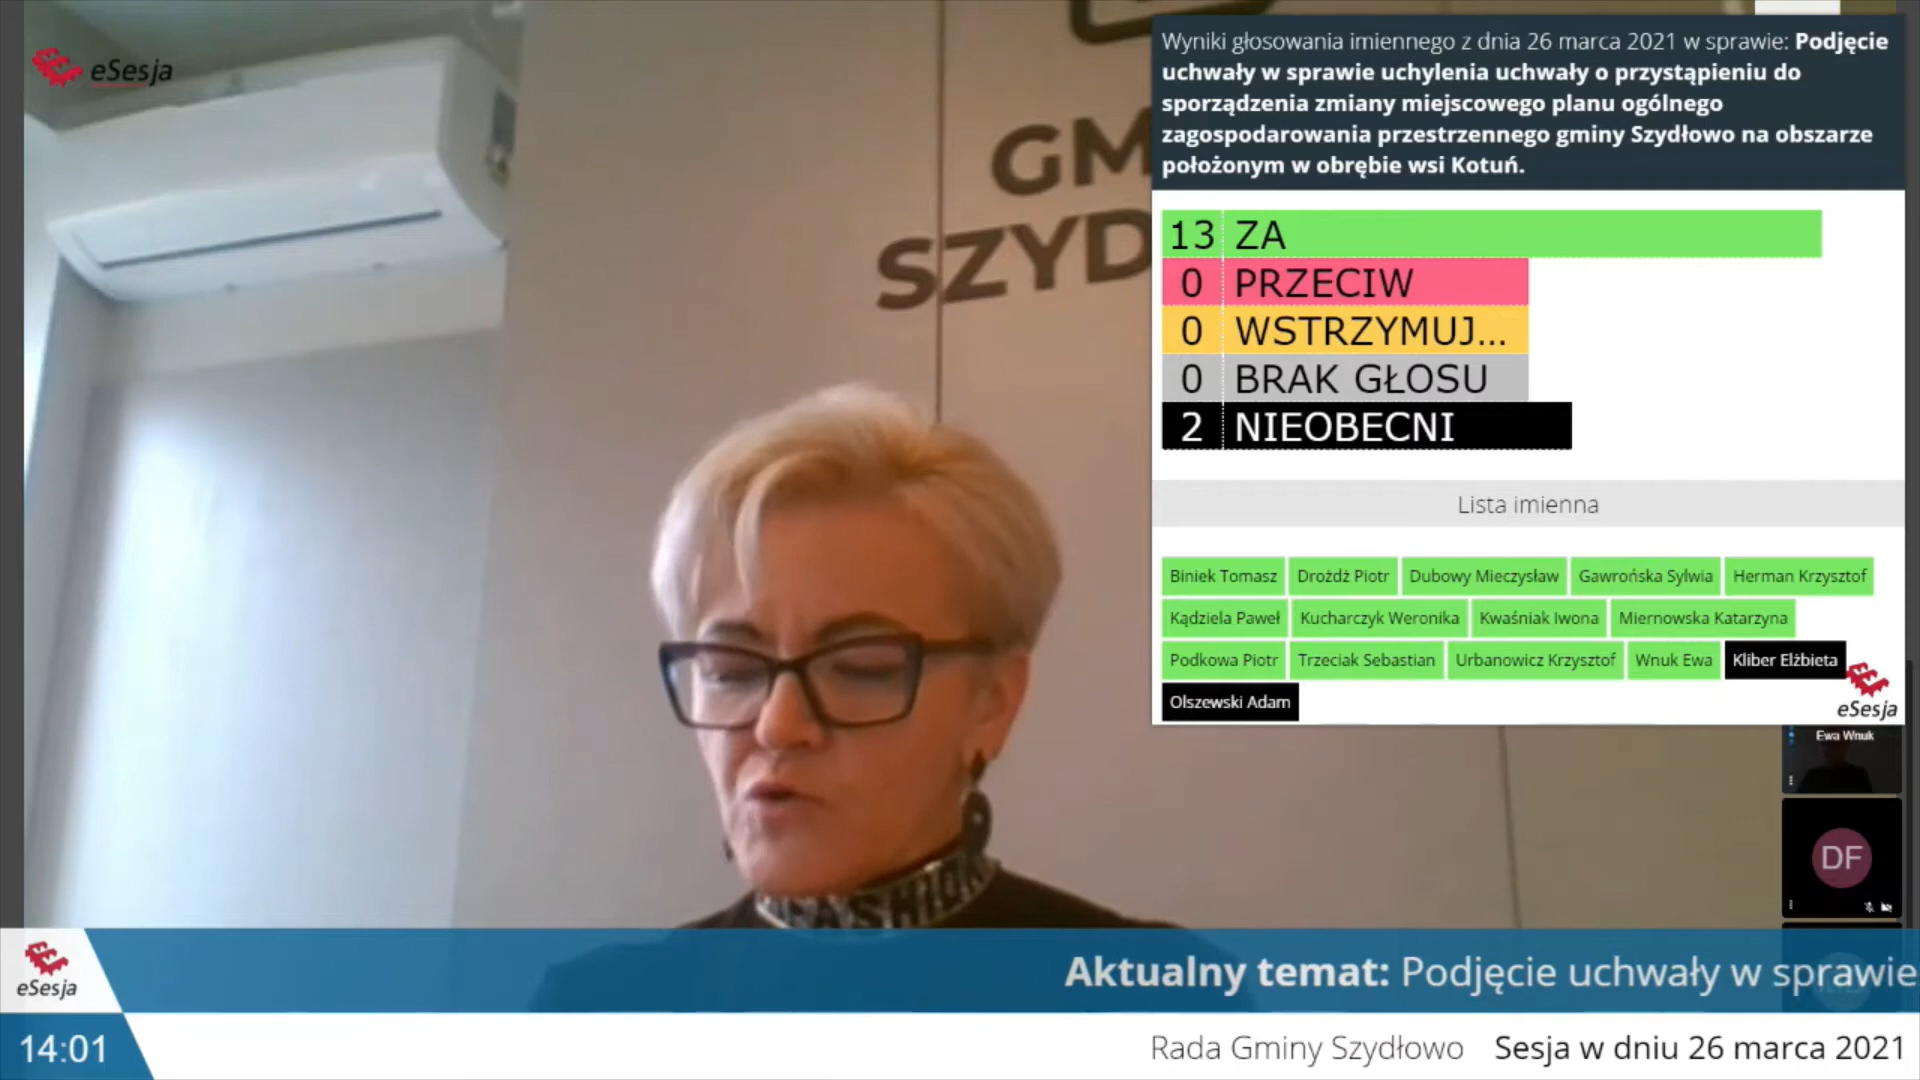 eSesja
GM
SZYD
FASHION
Wyniki głosowania imiennego z dnia 26 marca 2021 w sprawie: Podjęcie
uchwały w sprawie uchylenia uchwały o przystąpieniu do
sporządzenia zmiany miejscowego planu ogólnego
zagospodarowania przestrzennego gminy Szydłowo na obszarze
położonym w obrębie wsi Kotuń.
13 ZA
0 PRZECIW
0 WSTRZYMUJ...
0 BRAK GŁOSU
2 NIEOBECNI
Lista imienna
Biniek Tomasz Drożdż Piotr Dubowy Mieczysław Gawrońska Sylwia Herman Krzysztof
Kądziela Paweł Kucharczyk Weronika Kwaśniak Iwona Miernowska Katarzyna
Podkowa Piotr Trzeciak Sebastian Urbanowicz Krzysztof Wnuk Ewa Kliber Elżbieta
Olszewski Adam
eSesja
Ewa Wnuk
DF
eSesja
Aktualny temat: Podjęcie uchwały w sprawie
14:01
Rada Gminy Szydłowo Sesja w dniu 26 marca 2021